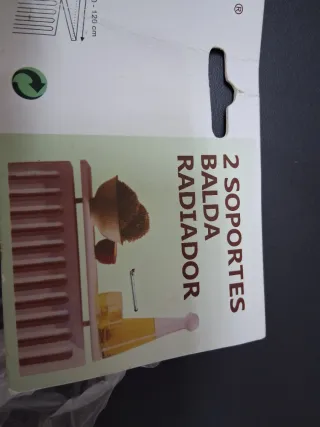 2 SOPORTES
BALDA
RADIADOR
- 120 cm
®